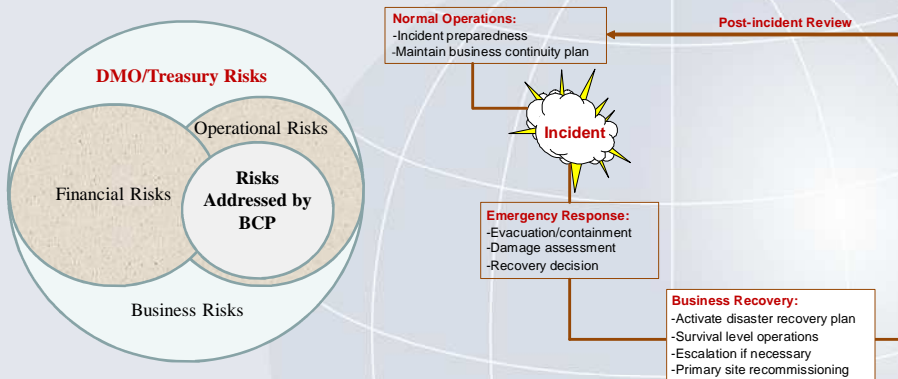 DMO/Treasury Risks
Operational Risks
Financial Risks
Risks
Addressed by
BCP
Business Risks
Normal Operations:
-Incident preparedness
-Maintain business continuity plan
Post-incident Review
Incident
Emergency Response:
-Evacuation/containment
-Damage assessment
-Recovery decision
Business Recovery:
-Activate disaster recovery plan
-Survival level operations
-Escalation if necessary
-Primary site recommissioning